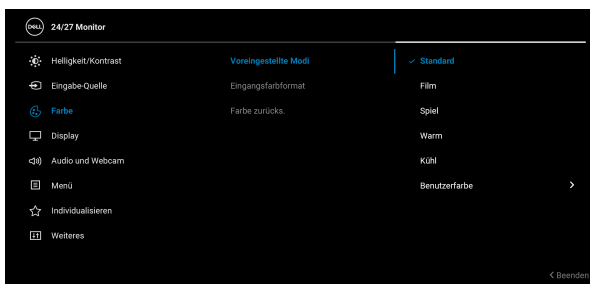 DELL 24/27 Monitor
Helligkeit/Kontrast Voreingestellte Modi Standard
Eingabe-Quelle Eingangsfarbformat Film
Farbe Farbe zurücks. Spiel
Display Warm
Audio und Webcam Kühl
Menü Benutzerfarbe
Individualisieren
Weiteres
Beenden